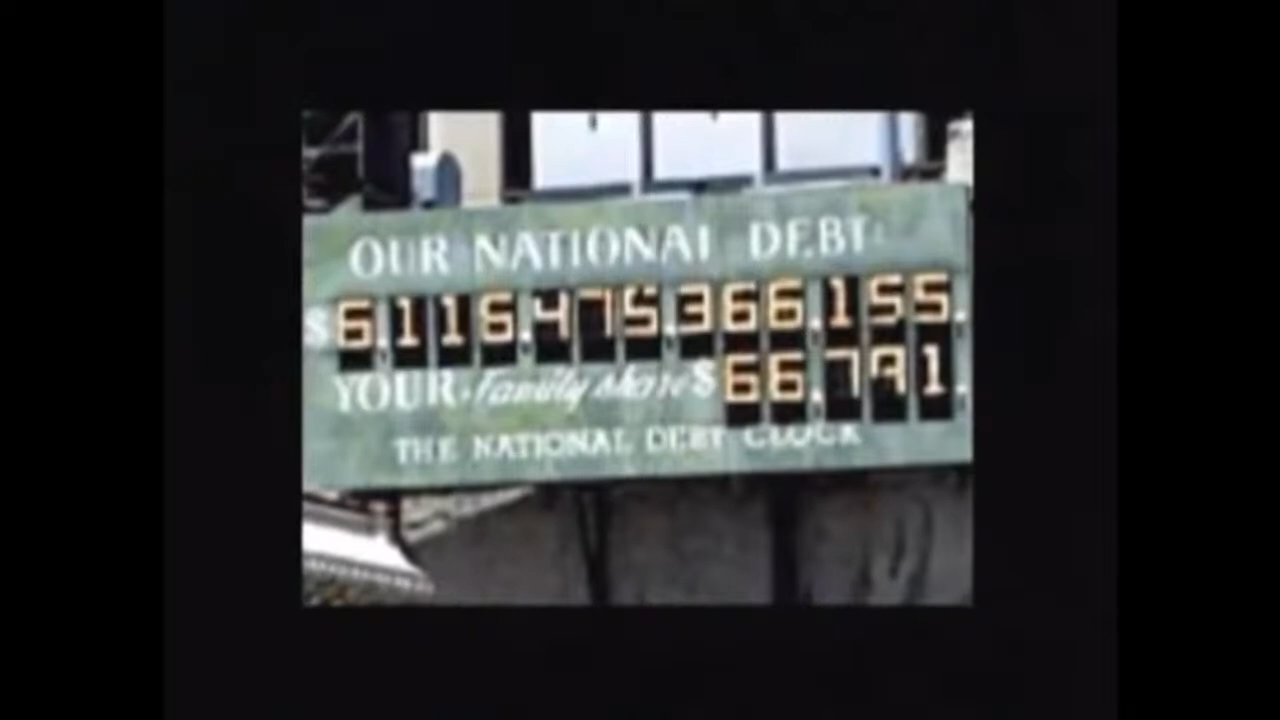 OUR NATIONAL DEBT:
$6,116,475,366,155.
YOUR Family share $66,791.
THE NATIONAL DEBT CLOCK